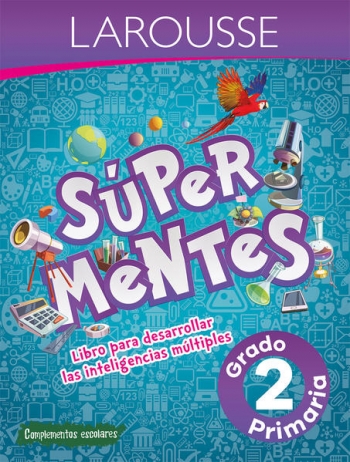 LAROUSSE
SÚPER
MENTES
Libro para desarrollar
las inteligencias múltiples
Grado
2
Primaria
Complementos escolares